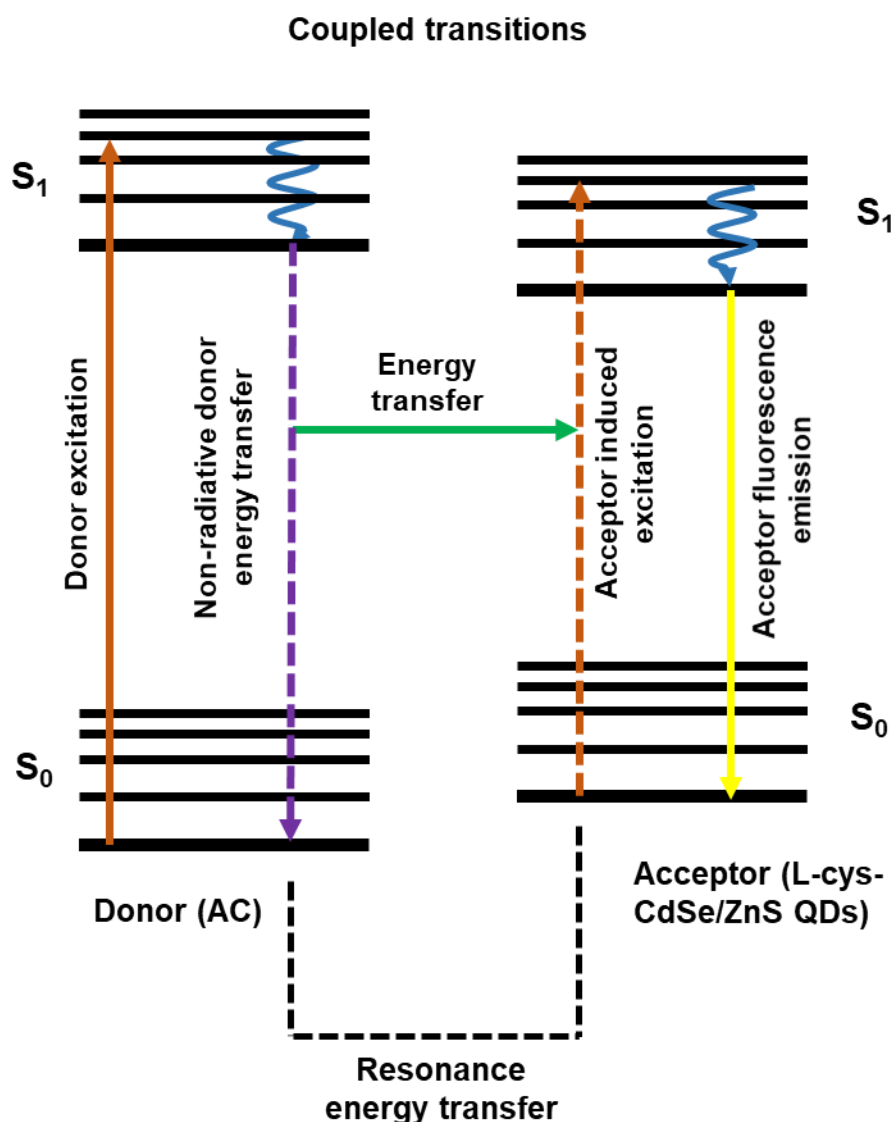 Coupled transitions
S₁
S₁
Donor excitation
Non-radiative donor
energy transfer
Energy
transfer
Acceptor induced
excitation
Acceptor fluorescence
emission
S₀
S₀
Donor (AC)
Acceptor (L-cys-
CdSe/ZnS QDs)
Resonance
energy transfer